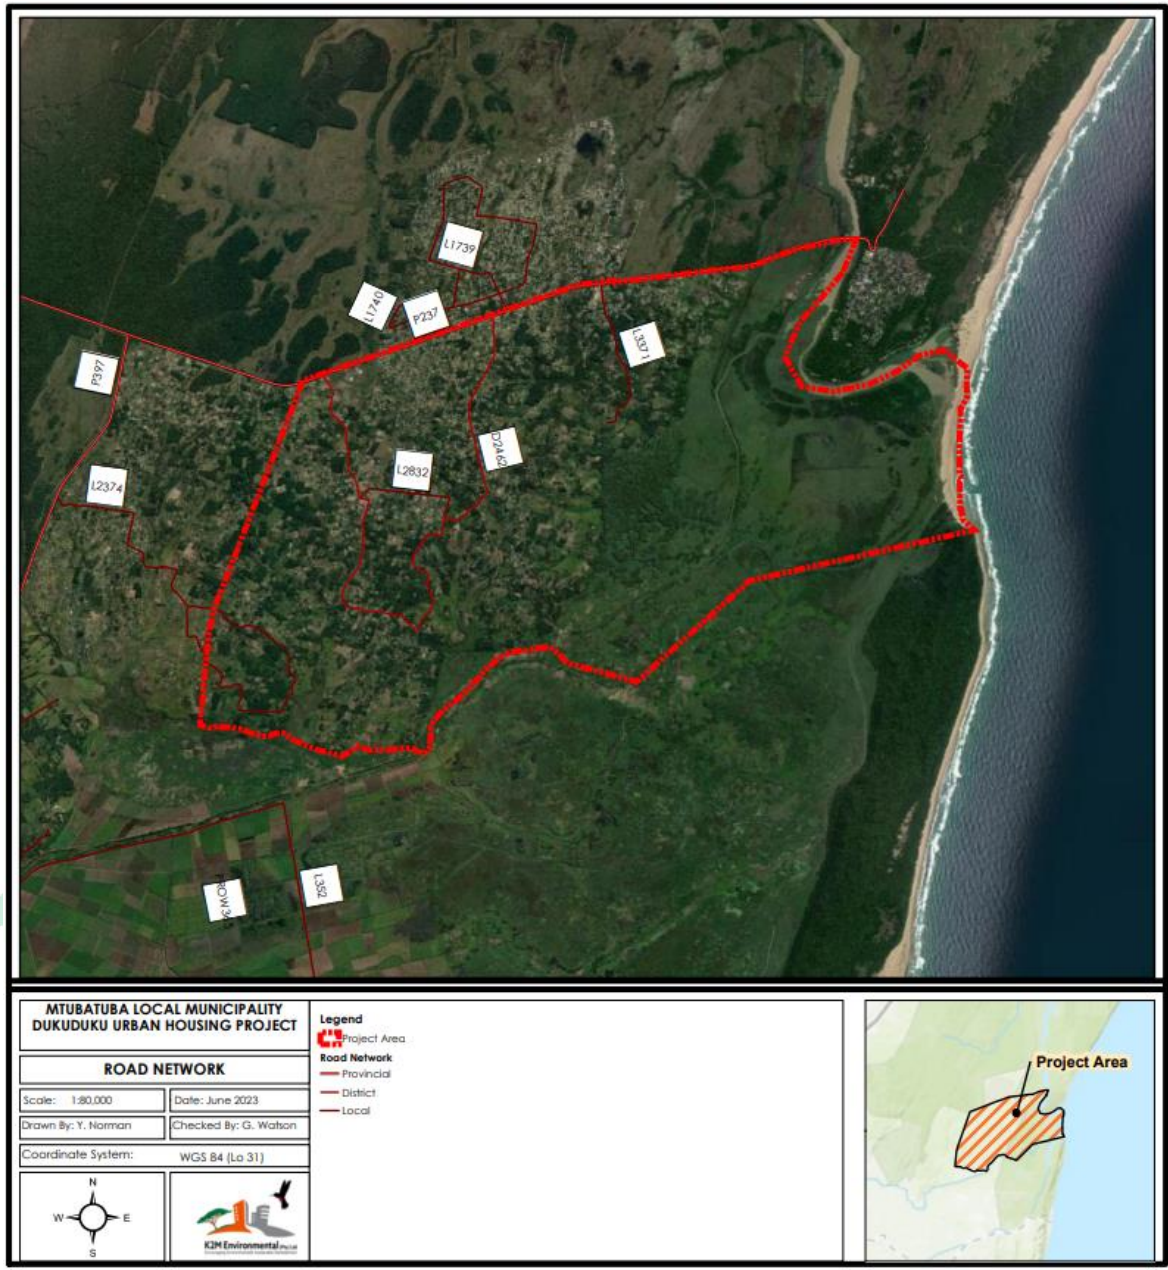 L1739
L1740
P237
L3371
P397
D2462
L2832
L2374
L352
MTUBATUBA LOCAL MUNICIPALITY
DUKUDUKU URBAN HOUSING PROJECT
ROAD NETWORK
Scale: 1:80,000
Date: June 2023
Drawn By: Y. Norman
Checked By: G. Watson
Coordinate System: WGS 84 (Lo 31)
N
W E
S
K2M Environmental (Pty) Ltd
Legend
Project Area
Road Network
Provincial
District
Local
Project Area